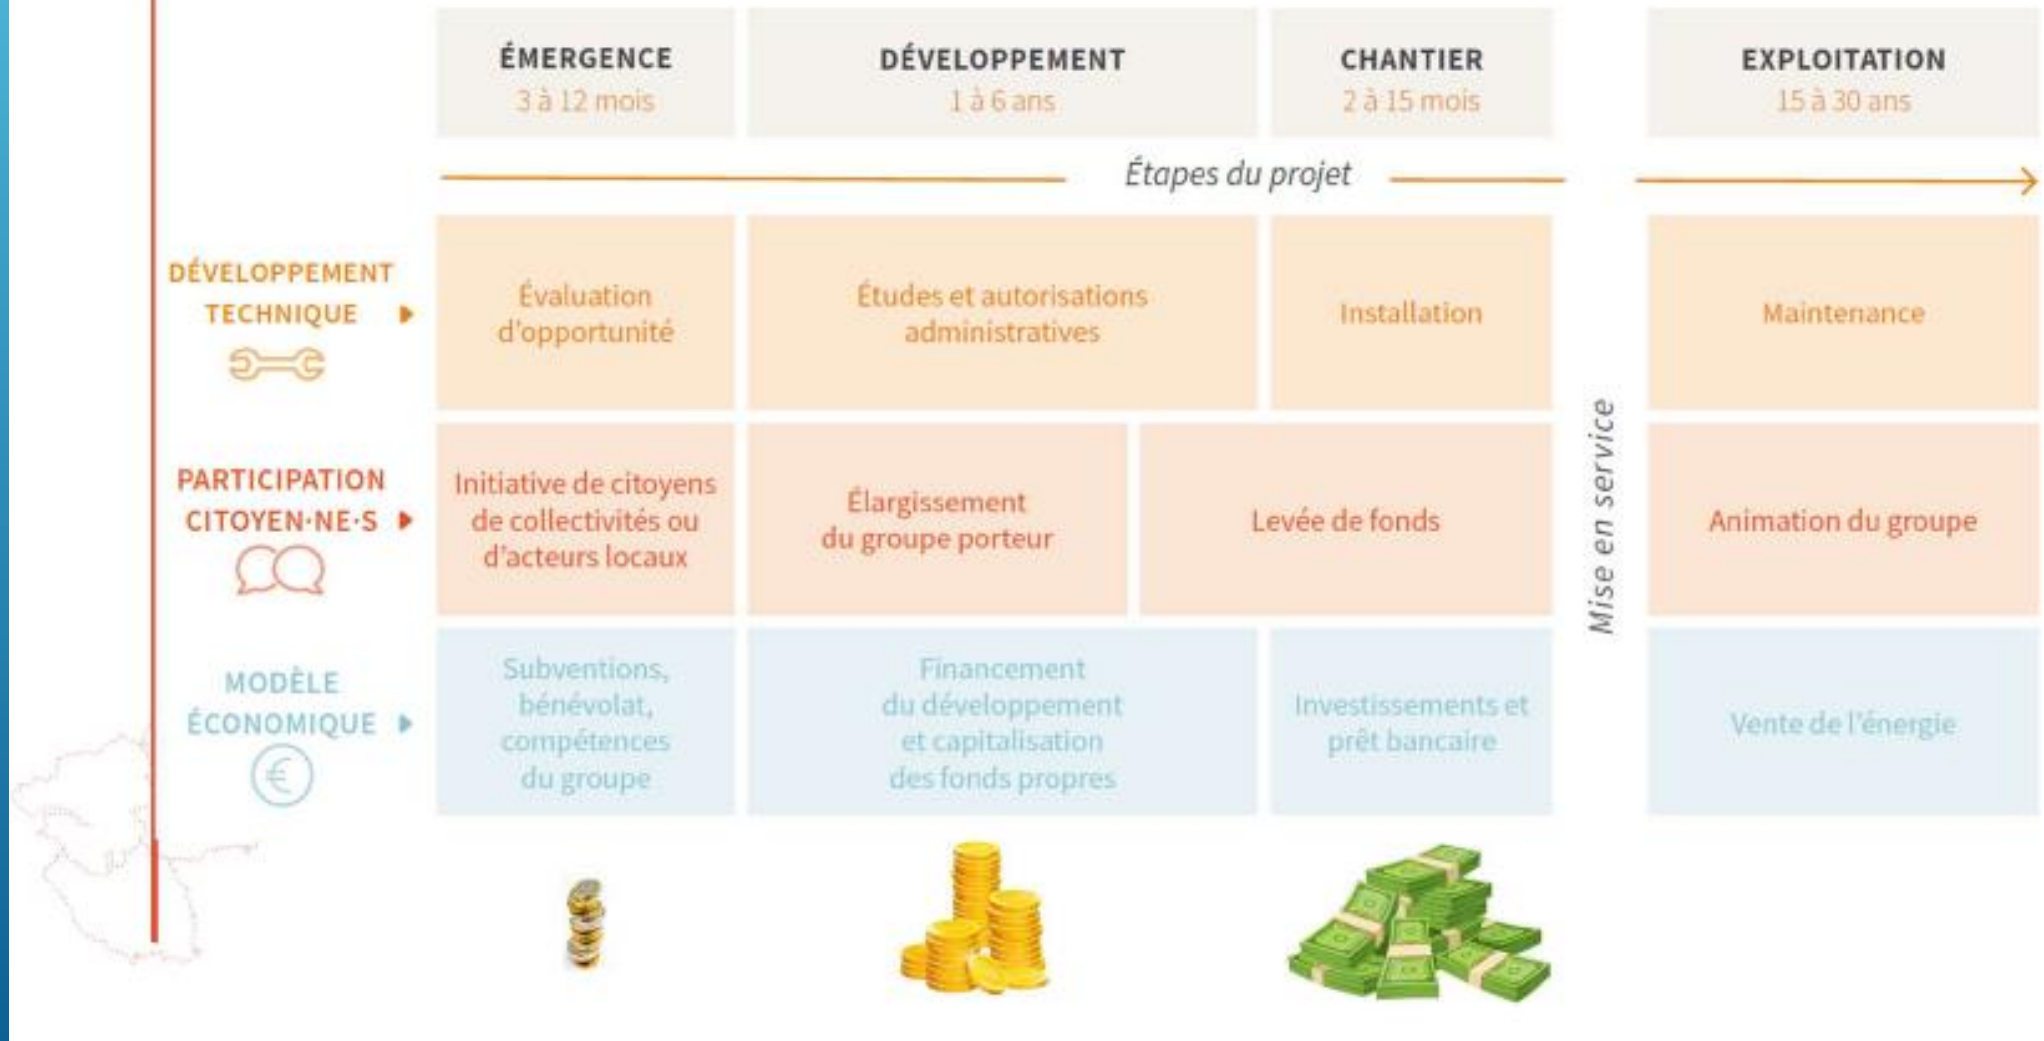 ÉMERGENCE
3 à 12 mois
DÉVELOPPEMENT
1 à 6 ans
CHANTIER
2 à 15 mois
EXPLOITATION
15 à 30 ans
Étapes du projet
DÉVELOPPEMENT
TECHNIQUE
Évaluation
d'opportunité
Études et autorisations
administratives
Installation
Maintenance
PARTICIPATION
CITOYEN·NE·S
Initiative de citoyens
de collectivités ou
d'acteurs locaux
Élargissement
du groupe porteur
Levée de fonds
Mise en service
Animation du groupe
MODÈLE
ÉCONOMIQUE
€
Subventions,
bénévolat,
compétences
du groupe
Financement
du développement
et capitalisation
des fonds propres
Investissements et
prêt bancaire
Vente de l'énergie